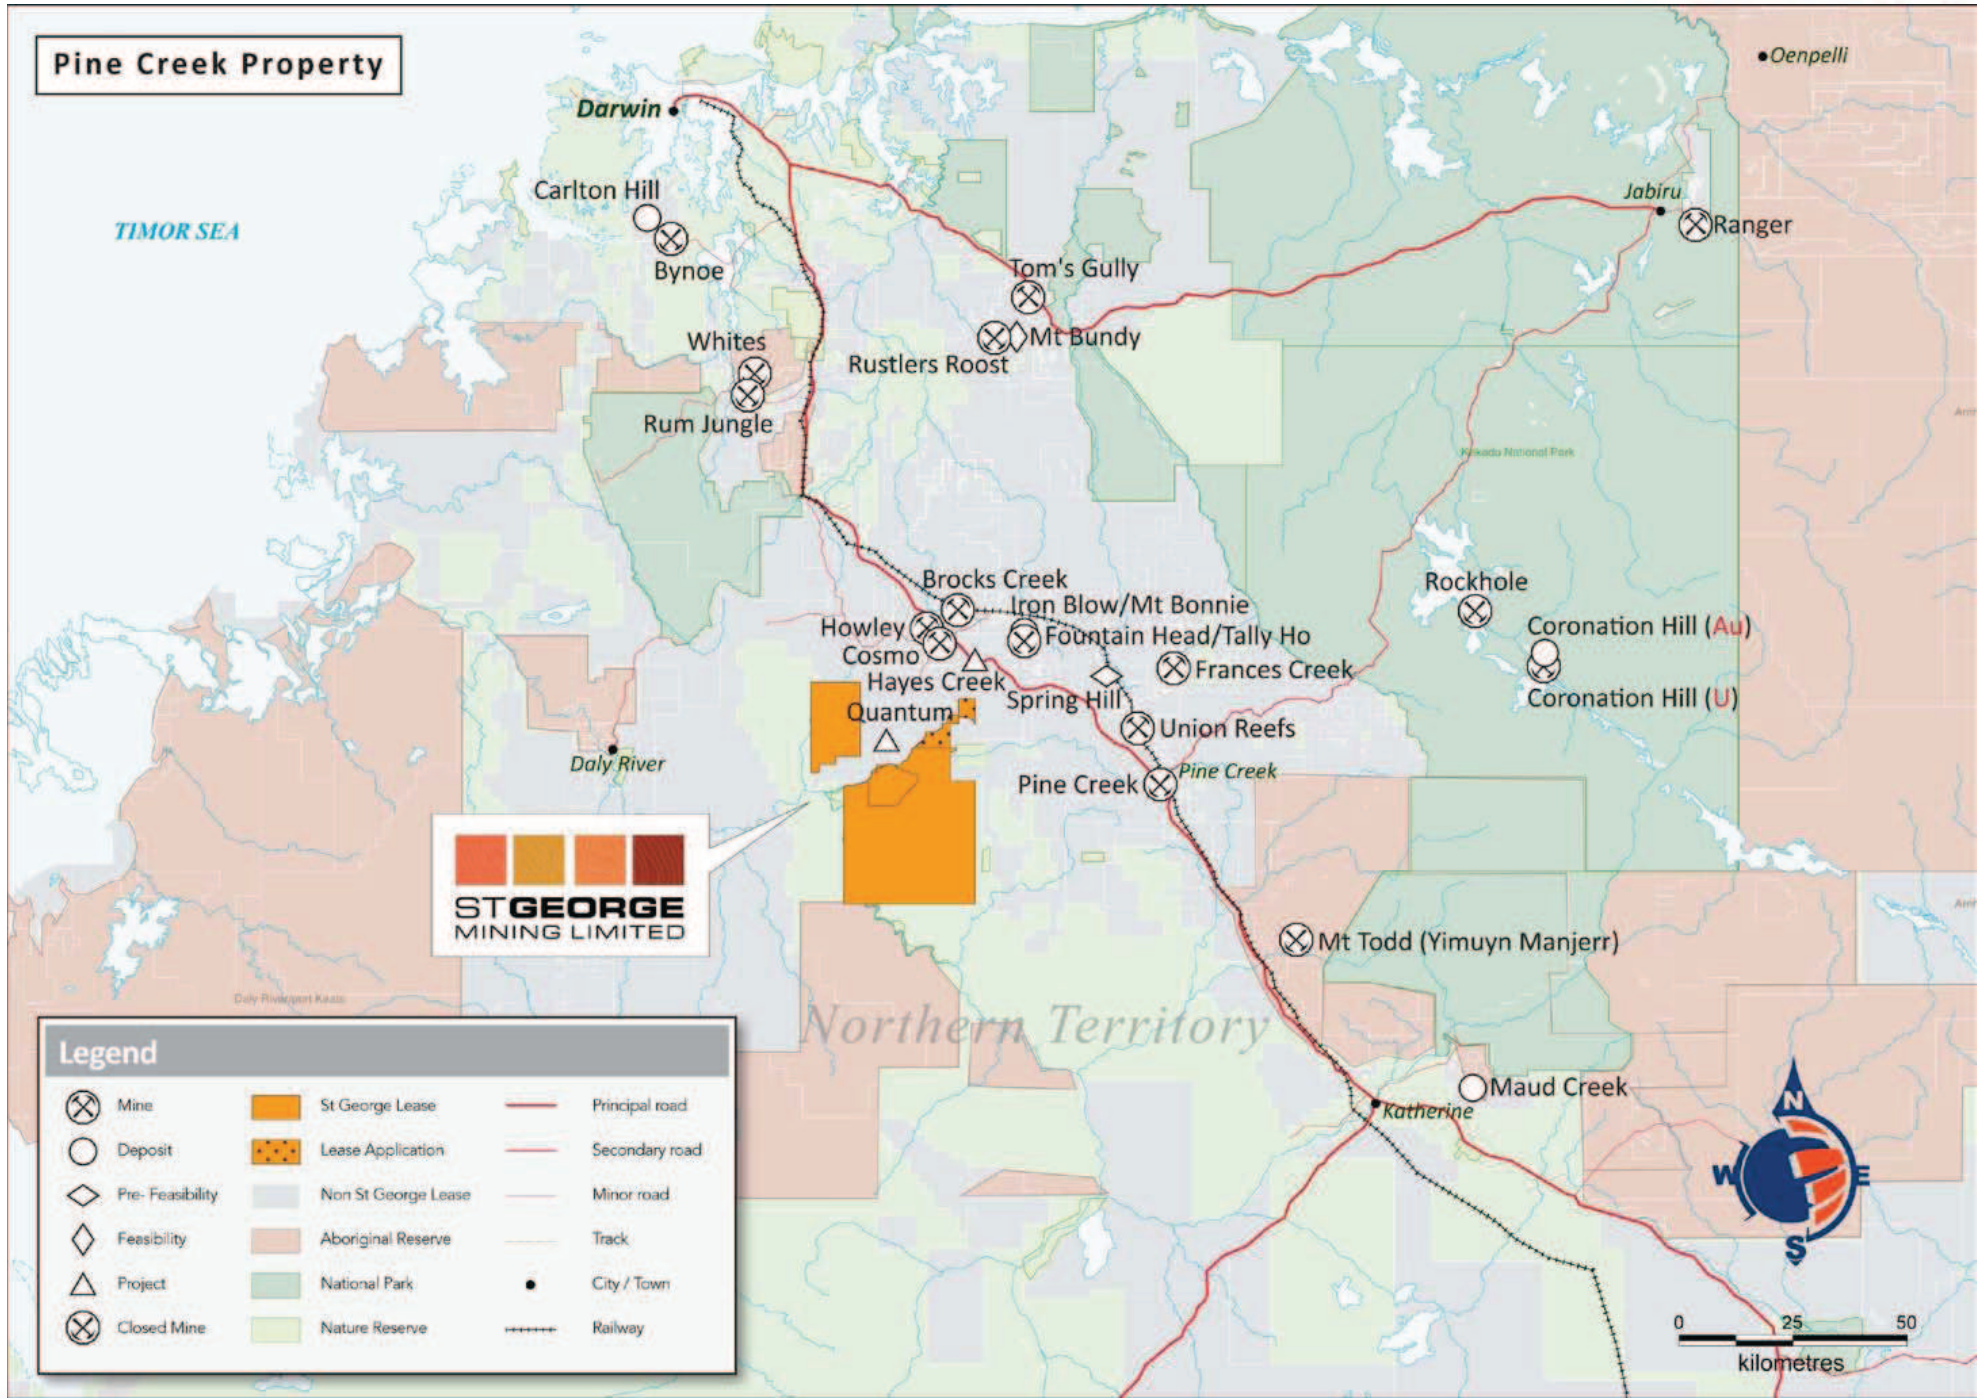 Pine Creek Property
Oenpelli
Darwin
Carlton Hill
Jabiru
Ranger
TIMOR SEA
Bynoe
Tom's Gully
Whites
Mt Bundy
Rustlers Roost
Rum Jungle
Kakadu National Park
Brocks Creek
Rockhole
Iron Blow/Mt Bonnie
Howley
Fountain Head/Tally Ho
Coronation Hill (Au)
Cosmo
Frances Creek
Hayes Creek
Spring Hill
Coronation Hill (U)
Quantum
Union Reefs
Daly River
Pine Creek
Pine Creek
ST GEORGE
MINING LIMITED
Mt Todd (Yimuyn Manjerr)
Northern Territory
Maud Creek
Katherine
Legend
Mine
St George Lease
Principal road
Deposit
Lease Application
Secondary road
Pre- Feasibility
Non St George Lease
Minor road
Feasibility
Aboriginal Reserve
Track
Project
National Park
City / Town
Closed Mine
Nature Reserve
Railway
N
W
E
S
0 25 50
kilometres